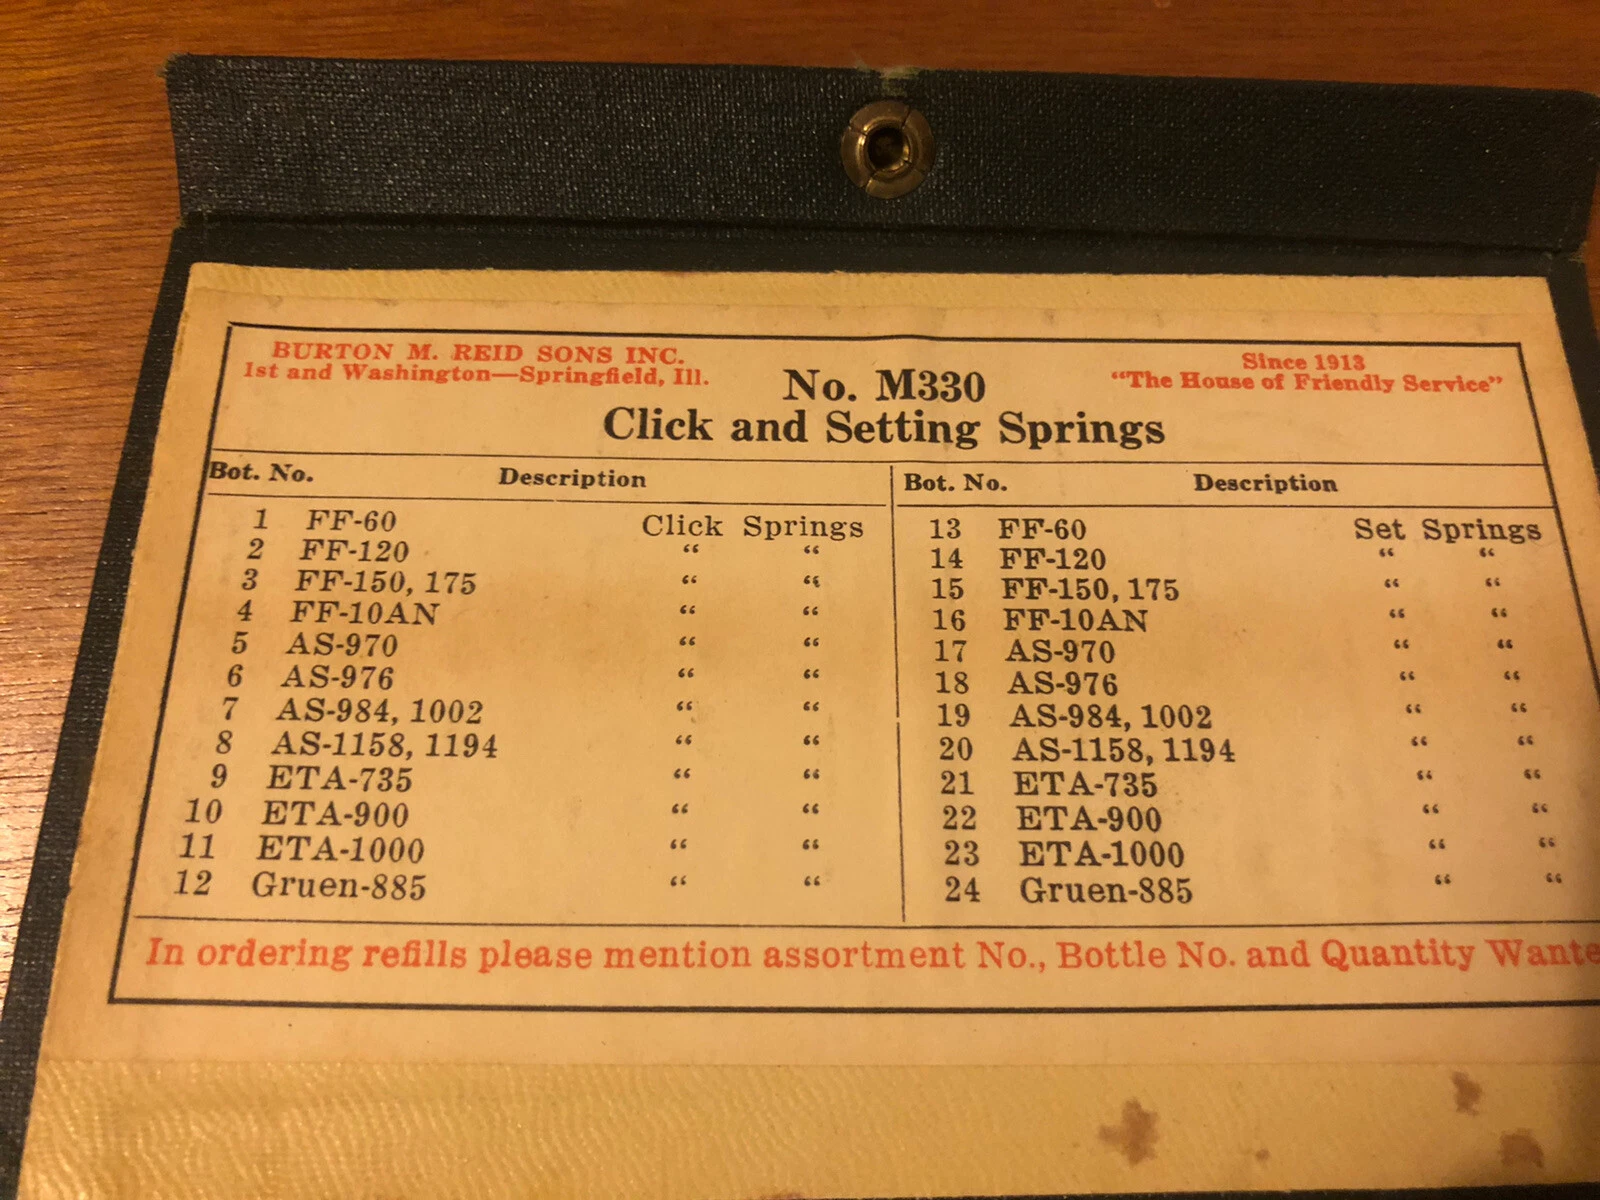 BURTON M. REID SONS INC.
1st and Washington—Springfield, Ill.
Since 1913
"The House of Friendly Service"
No. M330
Click and Setting Springs
Bot. No. Description
1 FF-60 Click Springs
2 FF-120 " "
3 FF-150, 175 " "
4 FF-10AN " "
5 AS-970 " "
6 AS-976 " "
7 AS-984, 1002 " "
8 AS-1158, 1194 " "
9 ETA-735 " "
10 ETA-900 " "
11 ETA-1000 " "
12 Gruen-885 " "
Bot. No. Description
13 FF-60 Set Springs
14 FF-120 " "
15 FF-150, 175 " "
16 FF-10AN " "
17 AS-970 " "
18 AS-976 " "
19 AS-984, 1002 " "
20 AS-1158, 1194 " "
21 ETA-735 " "
22 ETA-900 " "
23 ETA-1000 " "
24 Gruen-885 " "
In ordering refills please mention assortment No., Bottle No. and Quantity Wante